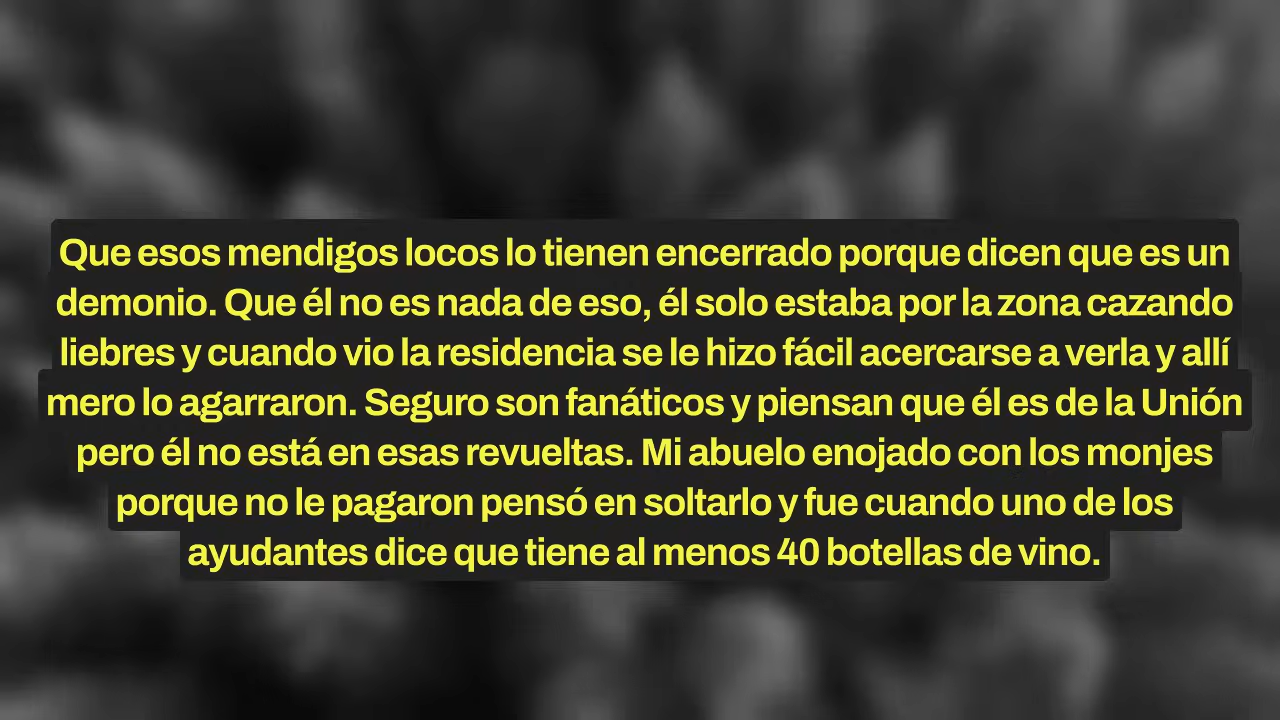 Que esos mendigos locos lo tienen encerrado porque dicen que es un
demonio. Que él no es nada de eso, él solo estaba por la zona cazando
liebres y cuando vio la residencia se le hizo fácil acercarse a verla y allí
mero lo agarraron. Seguro son fanáticos y piensan que él es de la Unión
pero él no está en esas revueltas. Mi abuelo enojado con los monjes
porque no le pagaron pensó en soltarlo y fue cuando uno de los
ayudantes dice que tiene al menos 40 botellas de vino.